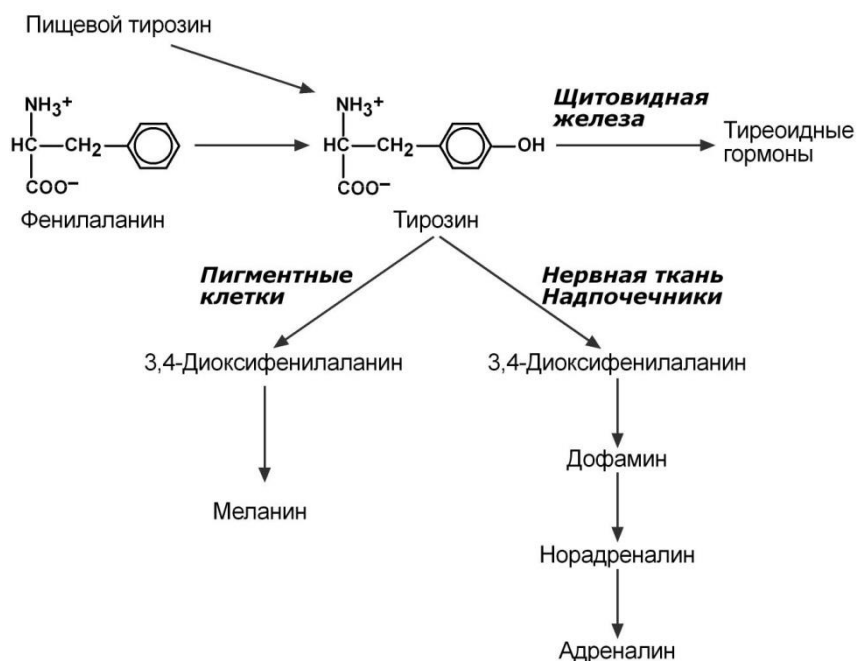 Пищевой тирозин
NH₃⁺
HC—CH₂
COO⁻
Фенилаланин
NH₃⁺
HC—CH₂
OH
COO⁻
Тирозин
Щитовидная
железа
Тиреоидные
гормоны
Пигментные
клетки
Нервная ткань
Надпочечники
3,4-Диоксифенилаланин
3,4-Диоксифенилаланин
Меланин
Дофамин
Норадреналин
Адреналин